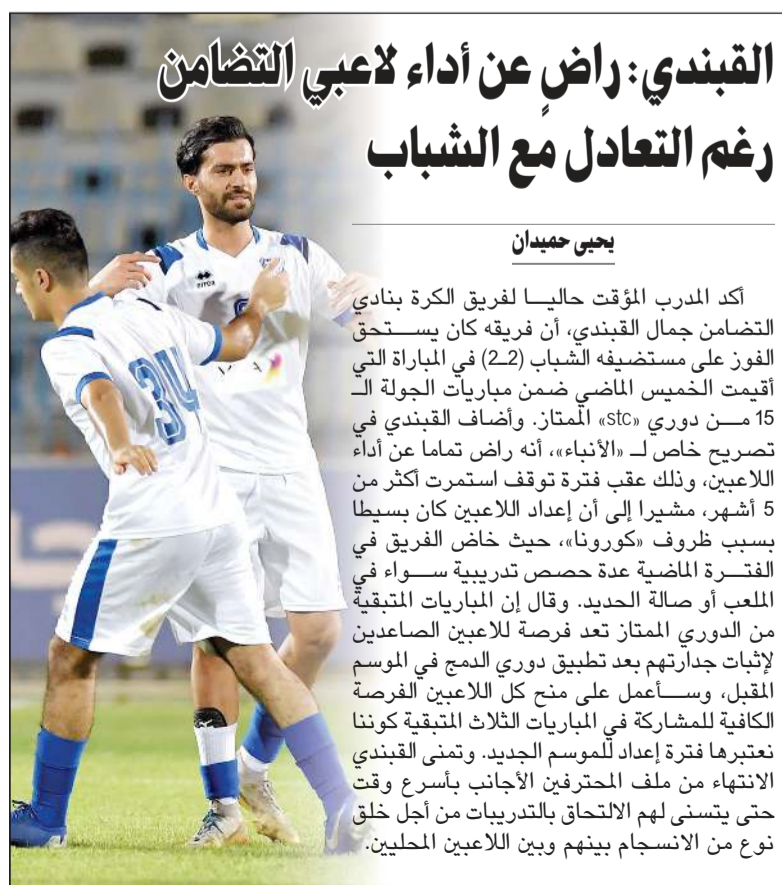 القبندي: راضٍ عن أداء لاعبي التضامن
رغم التعادل مع الشباب
يحيى حميدان
أكد المدرب المؤقت حاليا لفريق الكرة بنادي
التضامن جمال القبندي، أن فريقه كان يستحق
الفوز على مستضيفه الشباب (2ـ2) في المباراة التي
أقيمت الخميس الماضي ضمن مباريات الجولة الـ
15 من دوري «stc» الممتاز. وأضاف القبندي في
تصريح خاص لـ «الأنباء»، أنه راض تماما عن أداء
اللاعبين، وذلك عقب فترة توقف استمرت أكثر من
5 أشهر، مشيرا إلى أن إعداد اللاعبين كان بسيطا
بسبب ظروف «كورونا»، حيث خاض الفريق في
الفترة الماضية عدة حصص تدريبية سواء في
الملعب أو صالة الحديد. وقال إن المباريات المتبقية
من الدوري الممتاز تعد فرصة للاعبين الصاعدين
لإثبات جدارتهم بعد تطبيق دوري الدمج في الموسم
المقبل، وسأعمل على منح كل اللاعبين الفرصة
الكافية للمشاركة في المباريات الثلاث المتبقية كوننا
نعتبرها فترة إعداد للموسم الجديد. وتمنى القبندي
الانتهاء من ملف المحترفين الأجانب بأسرع وقت
حتى يتسنى لهم الالتحاق بالتدريبات من أجل خلق
نوع من الانسجام بينهم وبين اللاعبين المحليين.
34